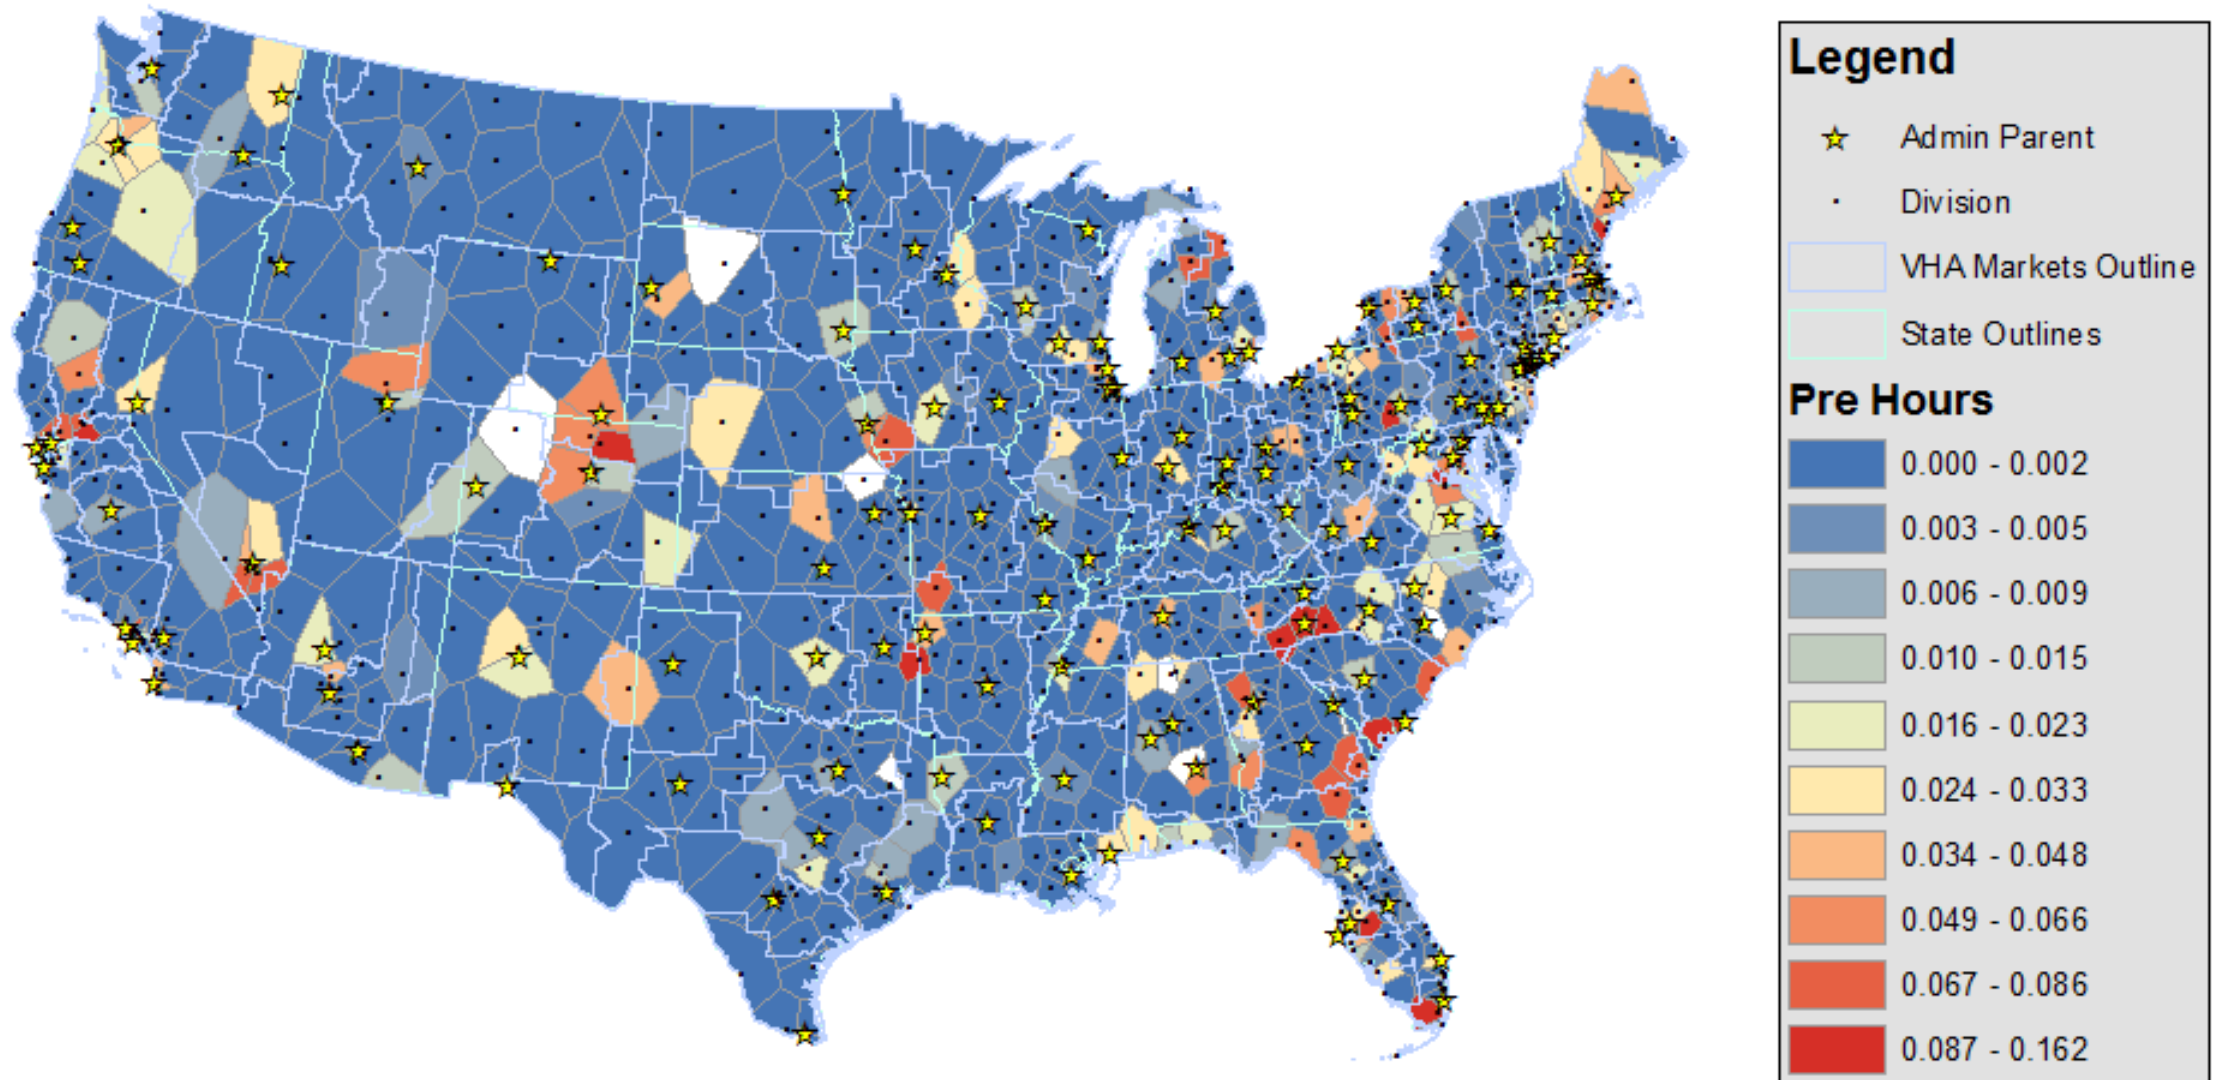 Legend
Admin Parent
Division
VHA Markets Outline
State Outlines
Pre Hours
0.000 - 0.002
0.003 - 0.005
0.006 - 0.009
0.010 - 0.015
0.016 - 0.023
0.024 - 0.033
0.034 - 0.048
0.049 - 0.066
0.067 - 0.086
0.087 - 0.162